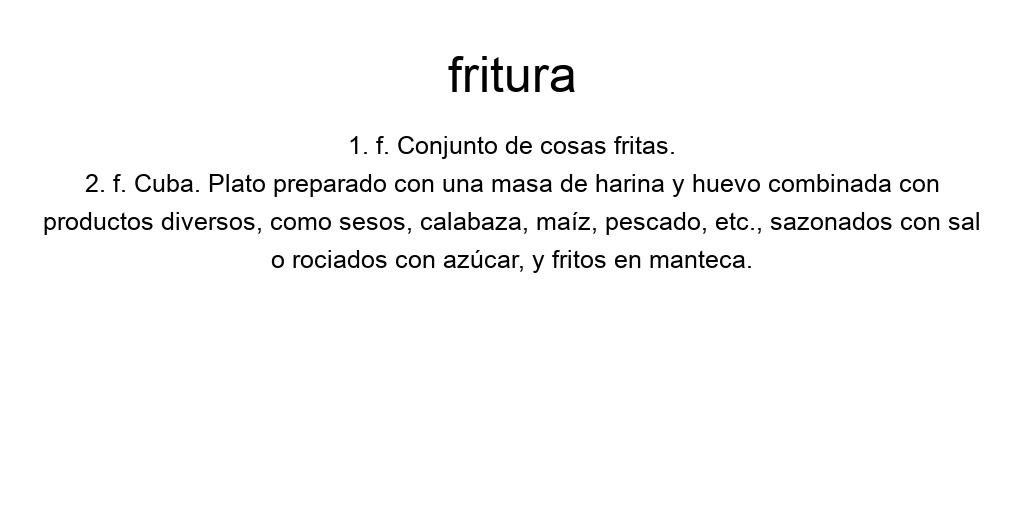 fritura
1. f. Conjunto de cosas fritas.
2. f. Cuba. Plato preparado con una masa de harina y huevo combinada con
productos diversos, como sesos, calabaza, maíz, pescado, etc., sazonados con sal
o rociados con azúcar, y fritos en manteca.